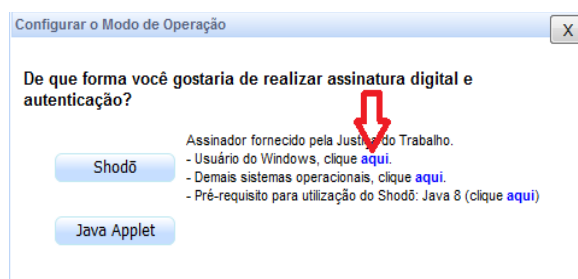 Configurar o Modo de Operação
X
De que forma você gostaria de realizar assinatura digital e
autenticação?
Assinador fornecido pela Justiça do Trabalho.
Shodō
- Usuário do Windows, clique aqui.
- Demais sistemas operacionais, clique aqui.
- Pré-requisito para utilização do Shodō: Java 8 (clique aqui)
Java Applet